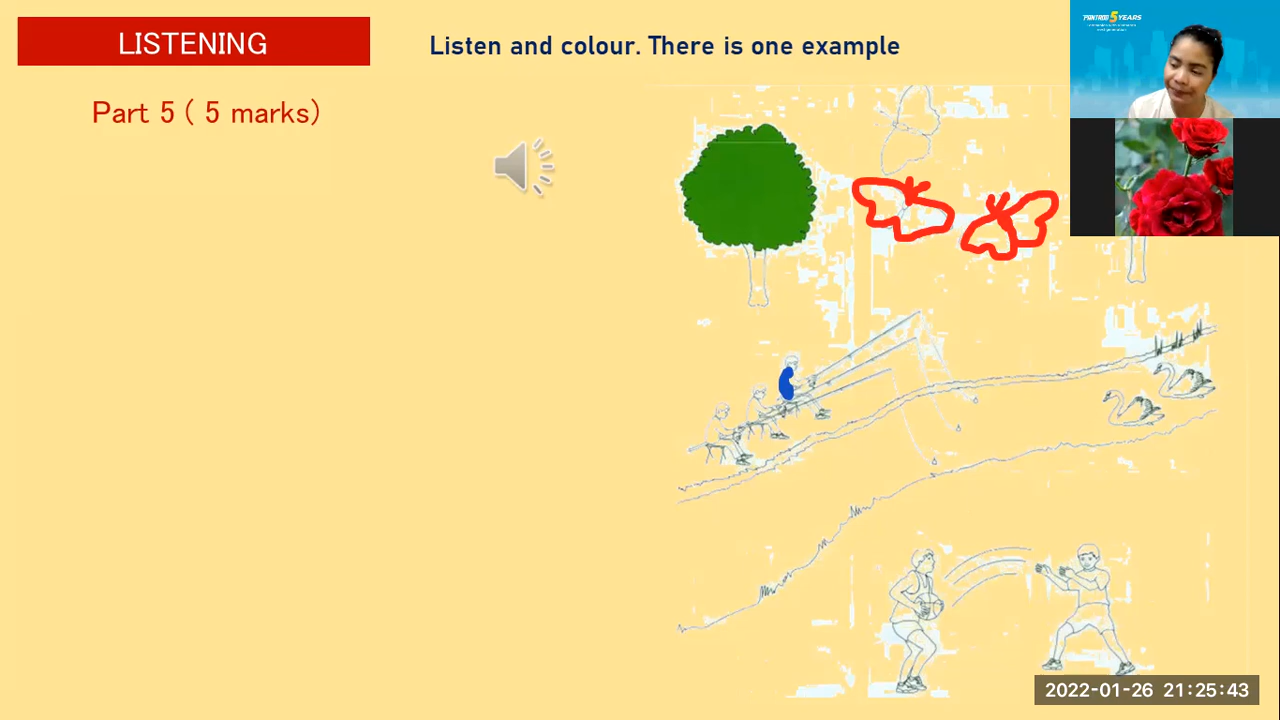 LISTENING
Listen and colour. There is one example
Part 5 ( 5 marks)
5 YEARS
2022-01-26 21:25:43